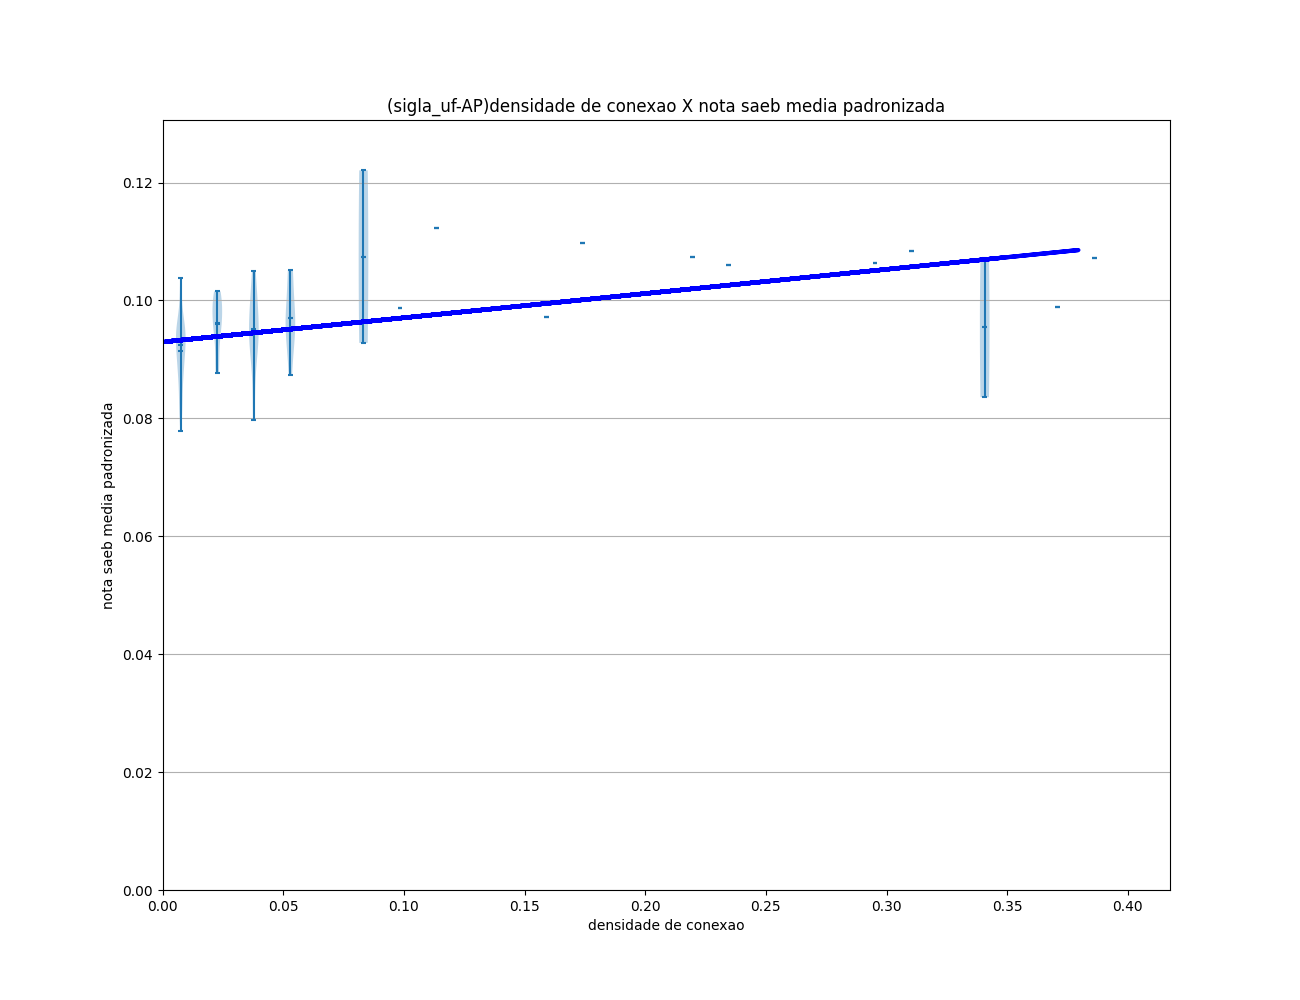 (sigla_uf-AP)densidade de conexao X nota saeb media padronizada
nota saeb media padronizada
0.12
0.10
0.08
0.06
0.04
0.02
0.00
0.00 0.05 0.10 0.15 0.20 0.25 0.30 0.35 0.40
densidade de conexao